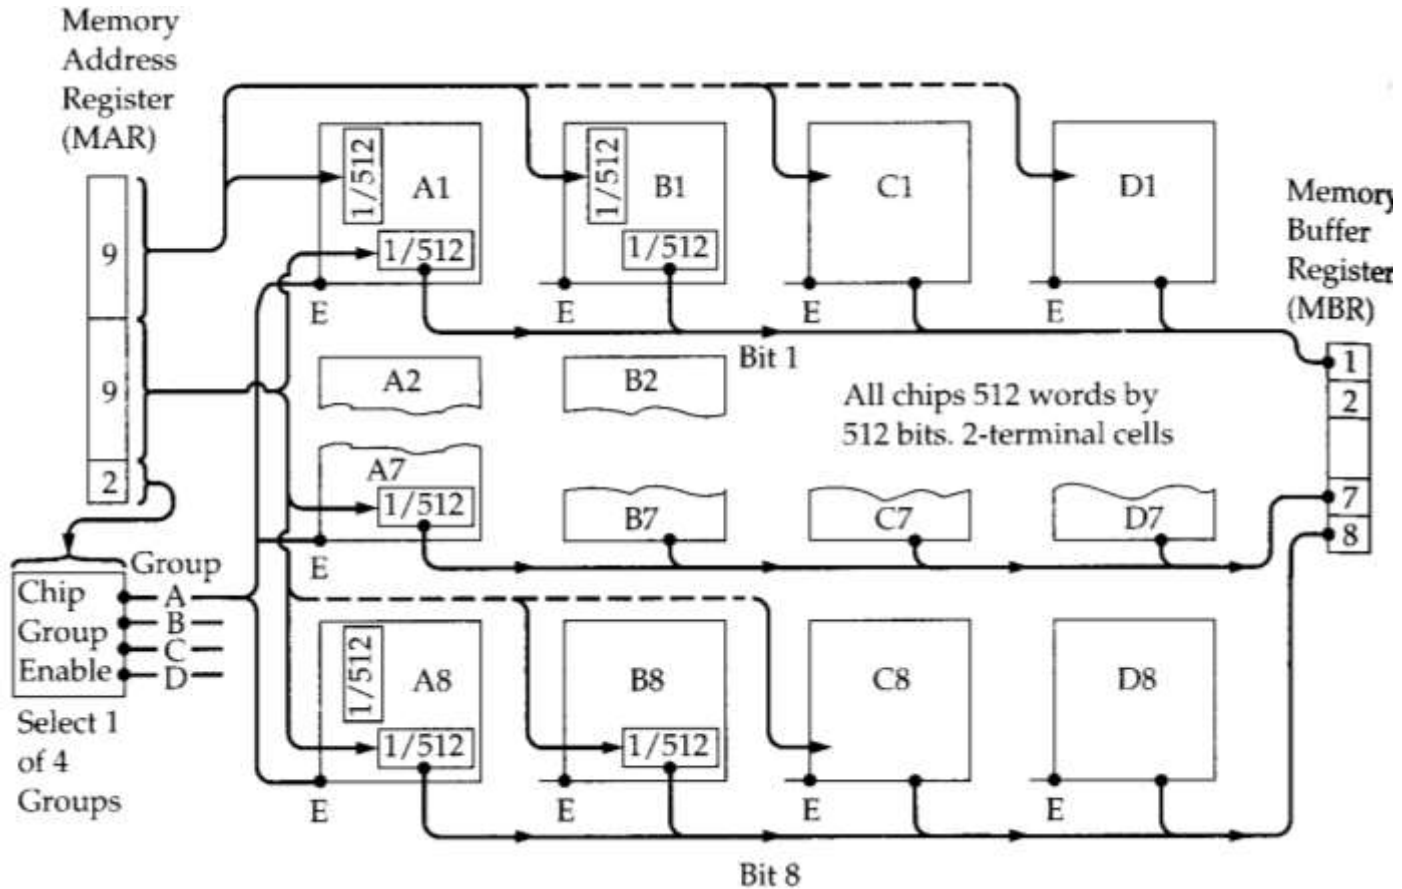 Memory
Address
Register
(MAR)
9
9
2
1/512
A1
1/512
E
1/512
B1
1/512
E
C1
E
D1
E
Memory
Buffer
Register
(MBR)
1
2
7
8
Bit 1
A2
B2
All chips 512 words by
512 bits. 2-terminal cells
A7
1/512
E
B7
C7
D7
Group
Chip
Group
Enable
A
B
C
D
Select 1
of 4
Groups
1/512
A8
1/512
E
B8
1/512
E
C8
E
D8
E
Bit 8